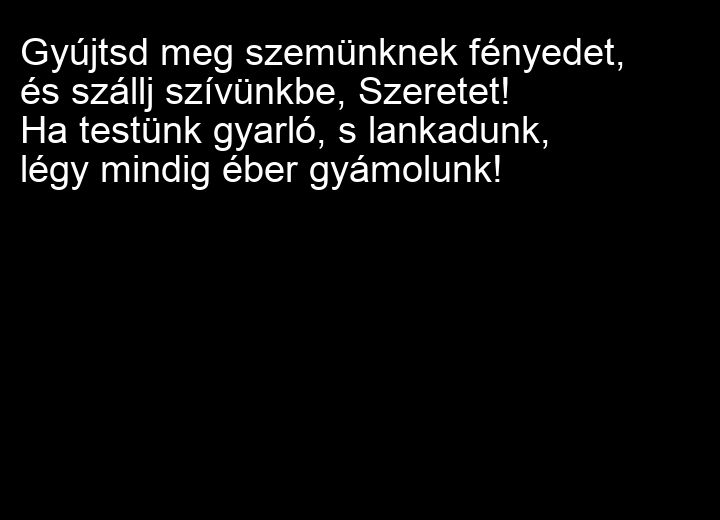 Gyújtsd meg szemünknek fényedet,
és szállj szívünkbe, Szeretet!
Ha testünk gyarló, s lankadunk,
légy mindig éber gyámolunk!